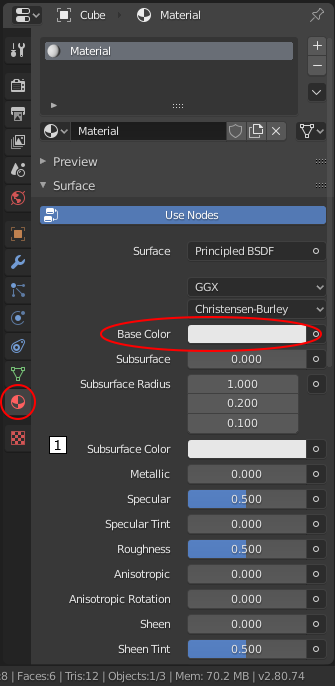 Cube Material
Material
Material
Preview
Surface
Use Nodes
Surface Principled BSDF
GGX
Christensen-Burley
Base Color
Subsurface 0.000
Subsurface Radius 1.000
0.200
0.100
1
Subsurface Color
Metallic 0.000
Specular 0.500
Specular Tint 0.000
Roughness 0.500
Anisotropic 0.000
Anisotropic Rotation 0.000
Sheen 0.000
Sheen Tint 0.500
:8 | Faces:6 | Tris:12 | Objects:1/3 | Mem: 70.2 MB | v2.80.74